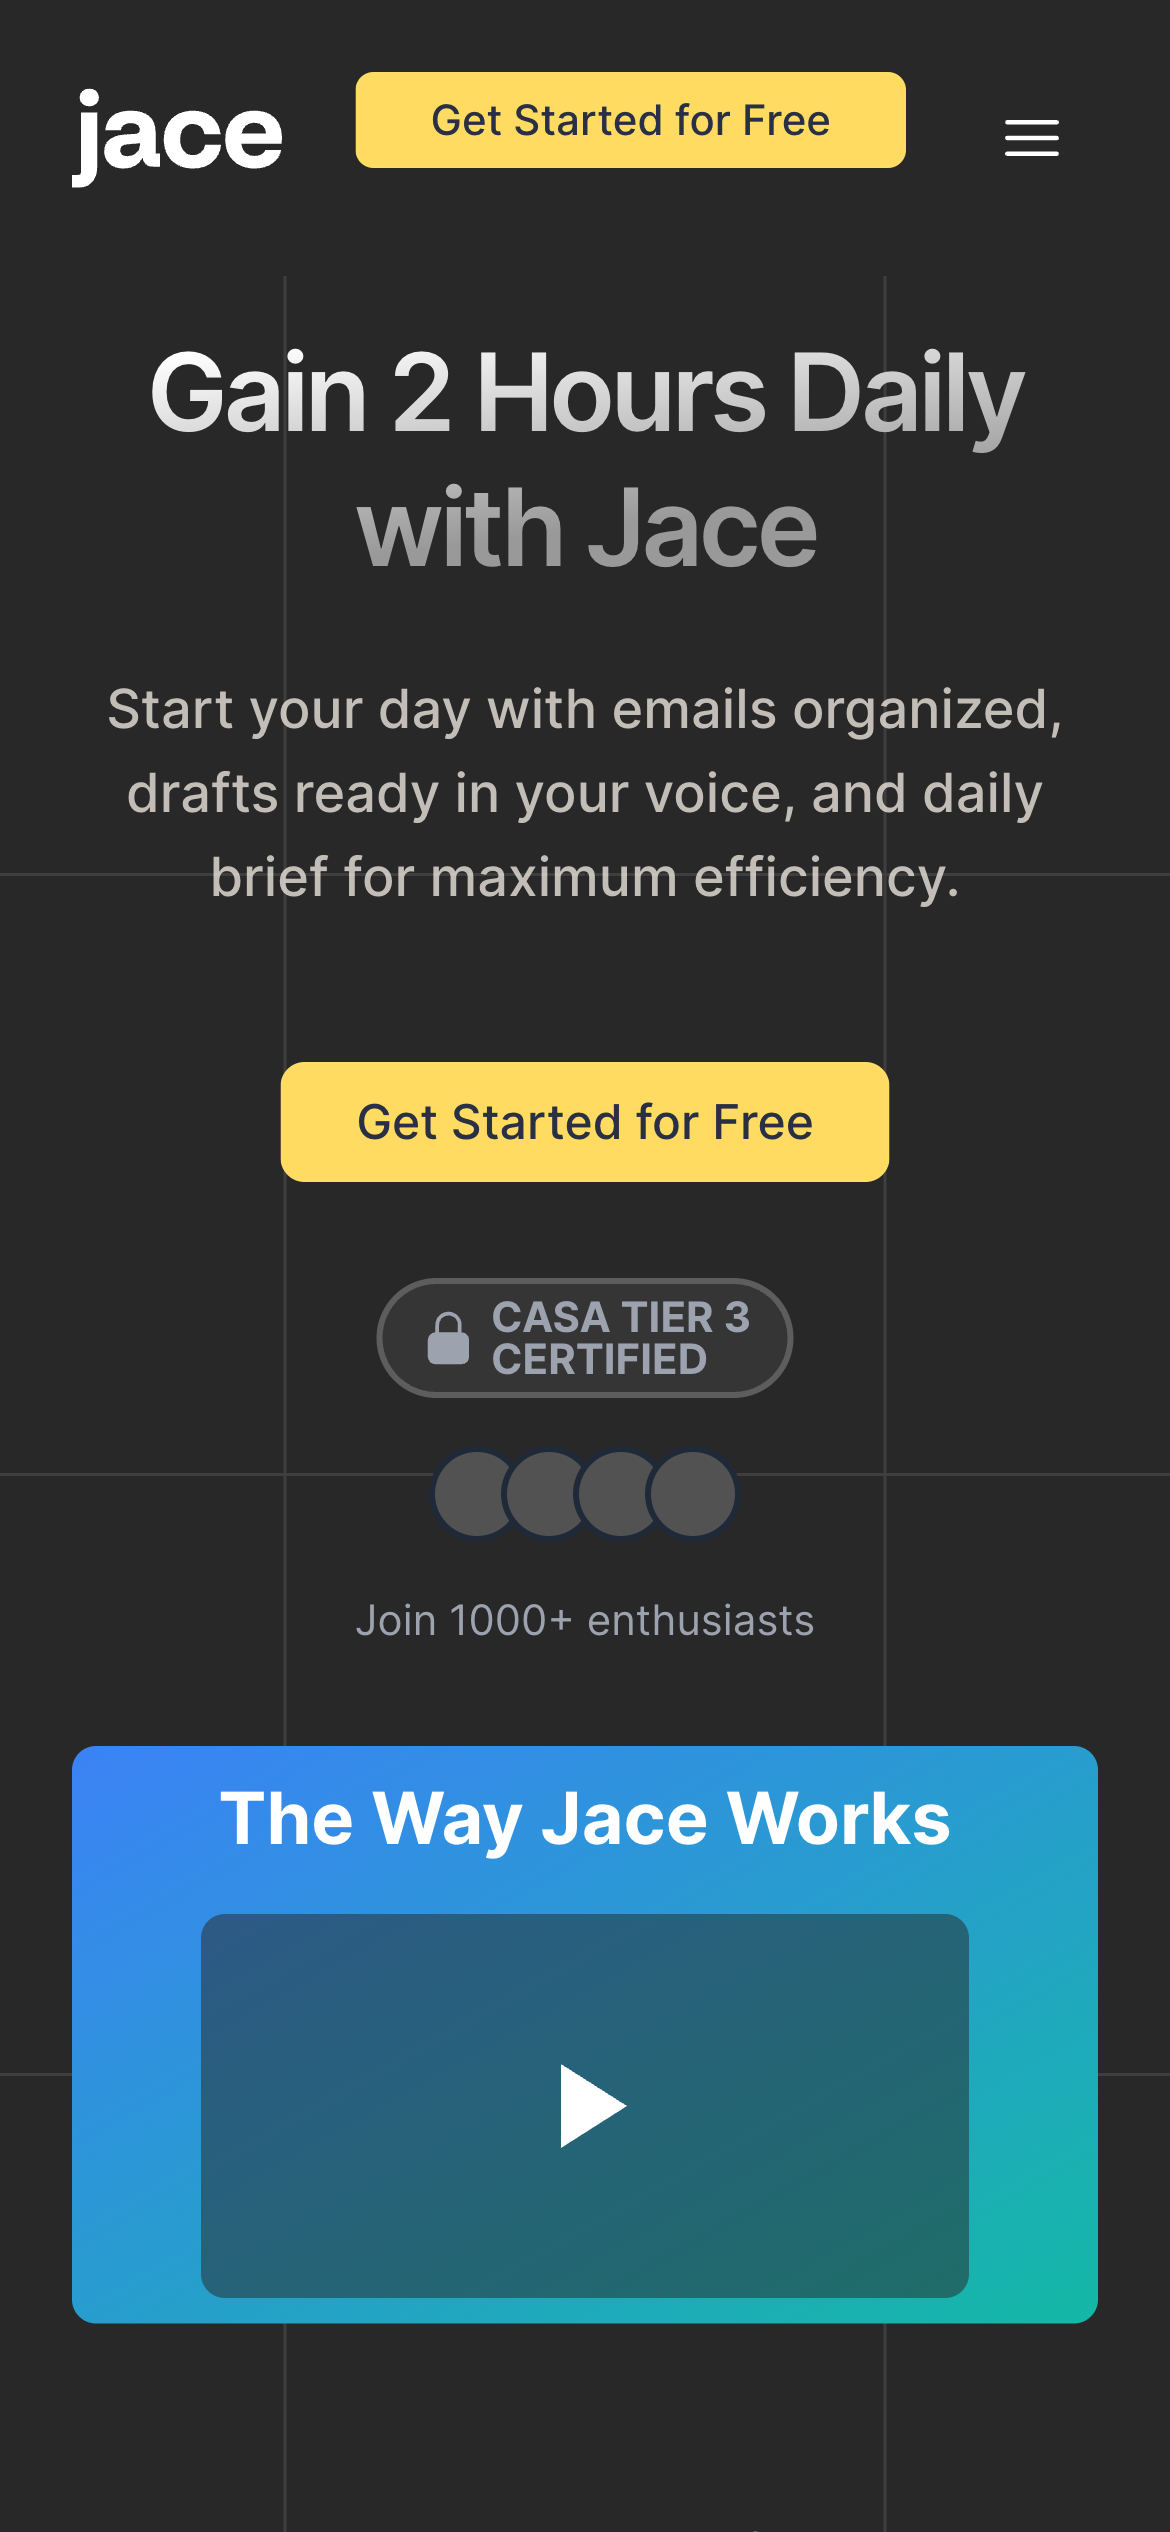 jace
Get Started for Free
Gain 2 Hours Daily
with Jace
Start your day with emails organized,
drafts ready in your voice, and daily
brief for maximum efficiency.
Get Started for Free
CASA TIER 3
CERTIFIED
Join 1000+ enthusiasts
The Way Jace Works